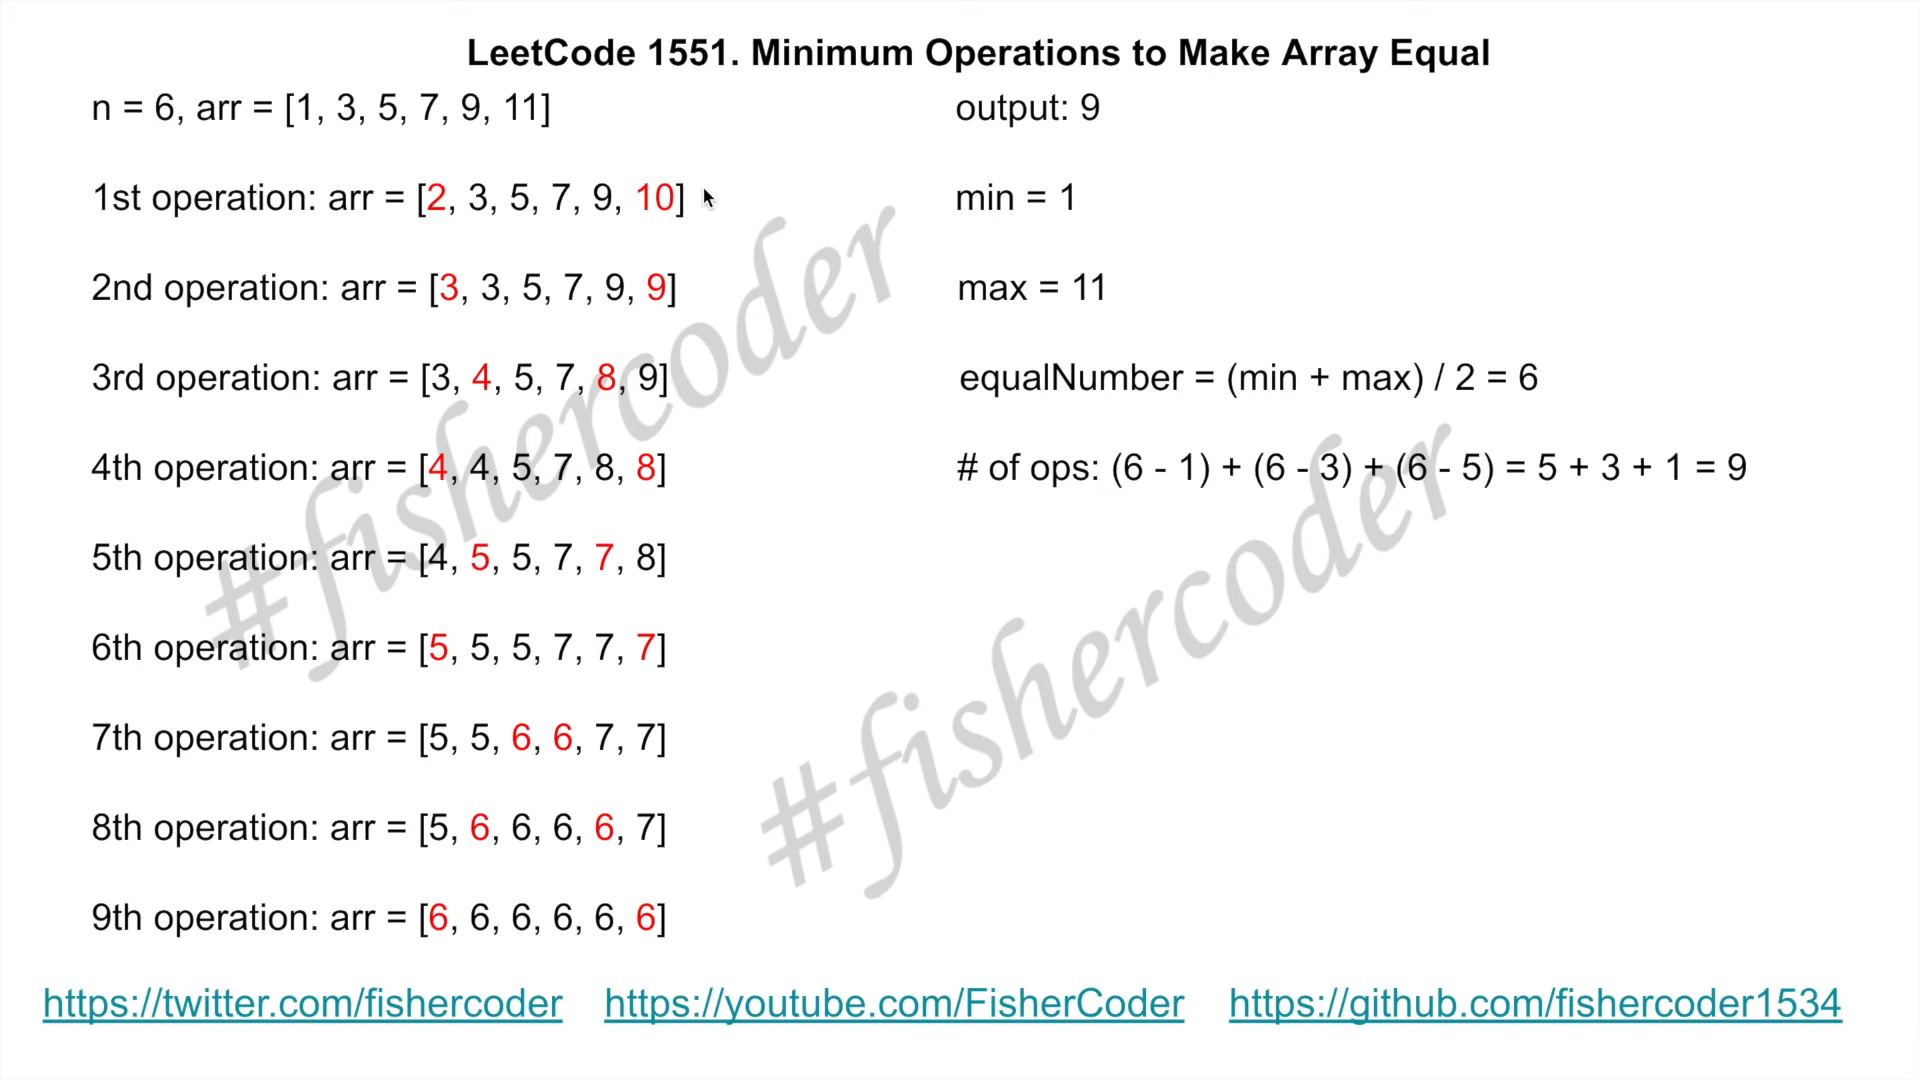 LeetCode 1551. Minimum Operations to Make Array Equal
n = 6, arr = [1, 3, 5, 7, 9, 11]
output: 9
1st operation: arr = [2, 3, 5, 7, 9, 10]
min = 1
2nd operation: arr = [3, 3, 5, 7, 9, 9]
max = 11
3rd operation: arr = [3, 4, 5, 7, 8, 9]
equalNumber = (min + max) / 2 = 6
4th operation: arr = [4, 4, 5, 7, 8, 8]
# of ops: (6 - 1) + (6 - 3) + (6 - 5) = 5 + 3 + 1 = 9
5th operation: arr = [4, 5, 5, 7, 7, 8]
6th operation: arr = [5, 5, 5, 7, 7, 7]
7th operation: arr = [5, 5, 6, 6, 7, 7]
8th operation: arr = [5, 6, 6, 6, 6, 7]
9th operation: arr = [6, 6, 6, 6, 6, 6]
#fishercoder
#fishercoder
https://twitter.com/fishercoder
https://youtube.com/FisherCoder
https://github.com/fishercoder1534